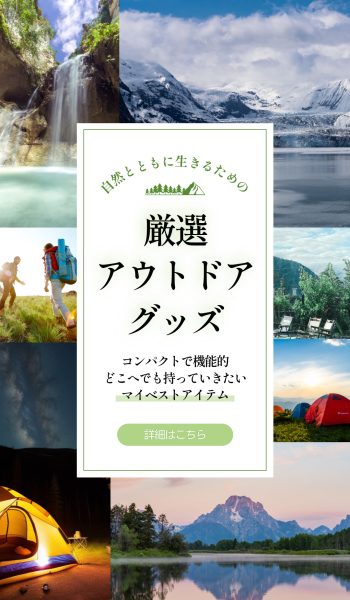 自然とともに生きるための
厳選
アウトドア
グッズ
コンパクトで機能的
どこへでも持っていきたい
マイベストアイテム
詳細はこちら